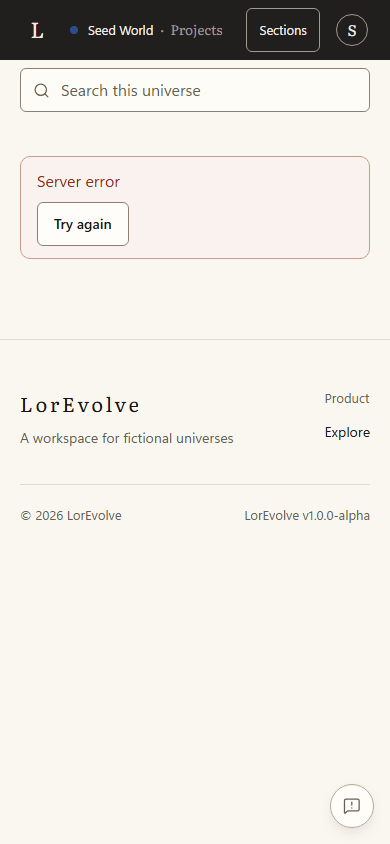 L
Seed World · Projects
Sections
S
Search this universe
Server error
Try again
LorEvolve
A workspace for fictional universes
Product
Explore
© 2026 LorEvolve
LorEvolve v1.0.0-alpha